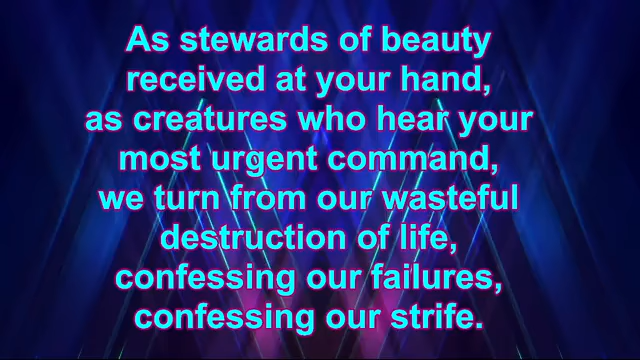 As stewards of beauty
received at your hand,
as creatures who hear your
most urgent command,
we turn from our wasteful
destruction of life,
confessing our failures,
confessing our strife.